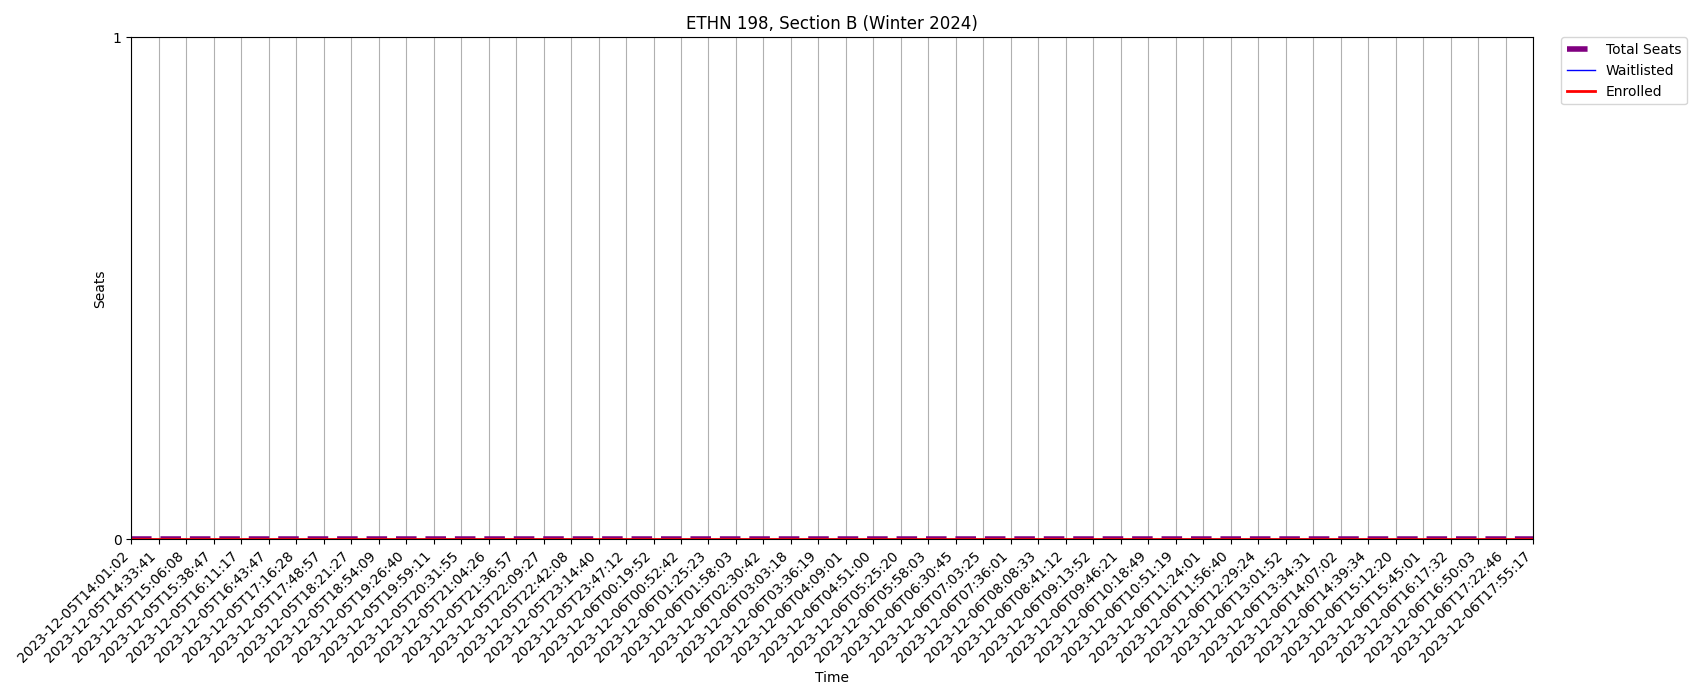 ETHN 198, Section B (Winter 2024)
1
0
Seats
Total Seats
Waitlisted
Enrolled
2023-12-05T14:01:02
2023-12-05T14:33:41
2023-12-05T15:06:08
2023-12-05T15:38:47
2023-12-05T16:11:17
2023-12-05T16:43:47
2023-12-05T17:16:28
2023-12-05T17:48:57
2023-12-05T18:21:27
2023-12-05T18:54:09
2023-12-05T19:26:40
2023-12-05T19:59:11
2023-12-05T20:31:55
2023-12-05T21:04:26
2023-12-05T21:36:57
2023-12-05T22:09:27
2023-12-05T22:42:08
2023-12-05T23:14:40
2023-12-05T23:47:12
2023-12-06T00:19:52
2023-12-06T00:52:42
2023-12-06T01:25:23
2023-12-06T01:58:03
2023-12-06T02:30:42
2023-12-06T03:03:18
2023-12-06T03:36:19
2023-12-06T04:09:01
2023-12-06T04:51:00
2023-12-06T05:25:20
2023-12-06T05:58:03
2023-12-06T06:30:45
2023-12-06T07:03:25
2023-12-06T07:36:01
2023-12-06T08:08:33
2023-12-06T08:41:12
2023-12-06T09:13:52
2023-12-06T09:46:21
2023-12-06T10:18:49
2023-12-06T10:51:19
2023-12-06T11:24:01
2023-12-06T11:56:40
2023-12-06T12:29:24
2023-12-06T13:01:52
2023-12-06T13:34:31
2023-12-06T14:07:02
2023-12-06T14:39:34
2023-12-06T15:12:20
2023-12-06T15:45:01
2023-12-06T16:17:32
2023-12-06T16:50:03
2023-12-06T17:22:46
2023-12-06T17:55:17
Time